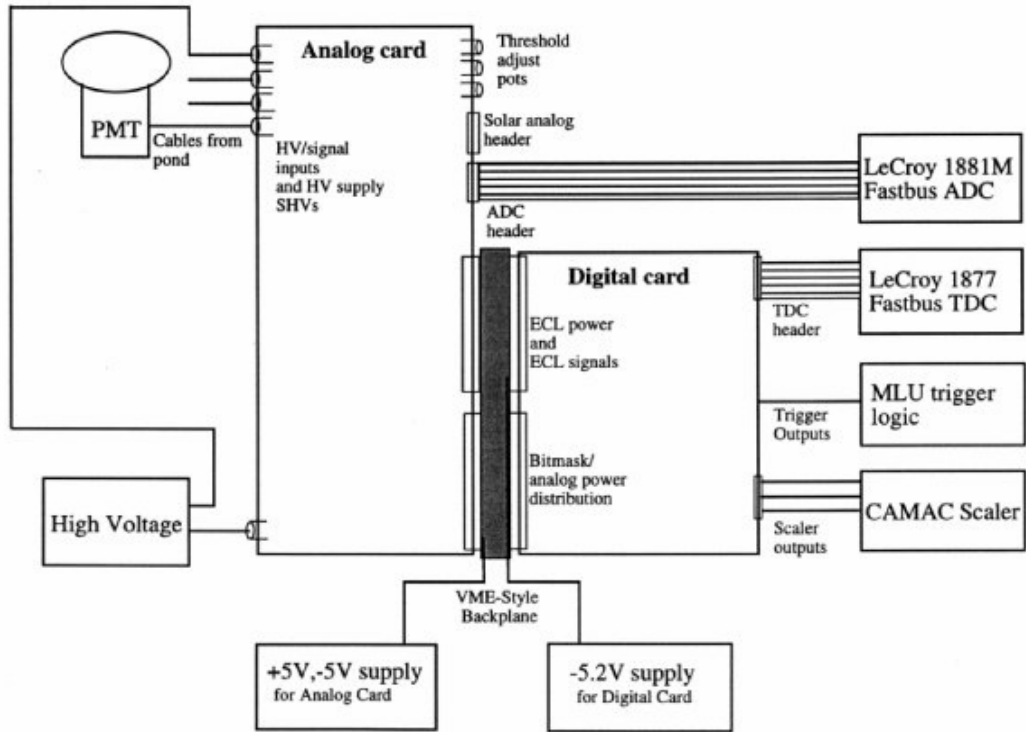 Analog card
Threshold
adjust
pots
PMT
Cables from
pond
HV/signal
inputs
and HV supply
SHVs
Solar analog
header
LeCroy 1881M
Fastbus ADC
ADC
header
Digital card
LeCroy 1877
Fastbus TDC
TDC
header
ECL power
and
ECL signals
MLU trigger
logic
Trigger
Outputs
Bitmask/
analog power
distribution
High Voltage
CAMAC Scaler
Scaler
outputs
VME-Style
Backplane
+5V,-5V supply
for Analog Card
-5.2V supply
for Digital Card